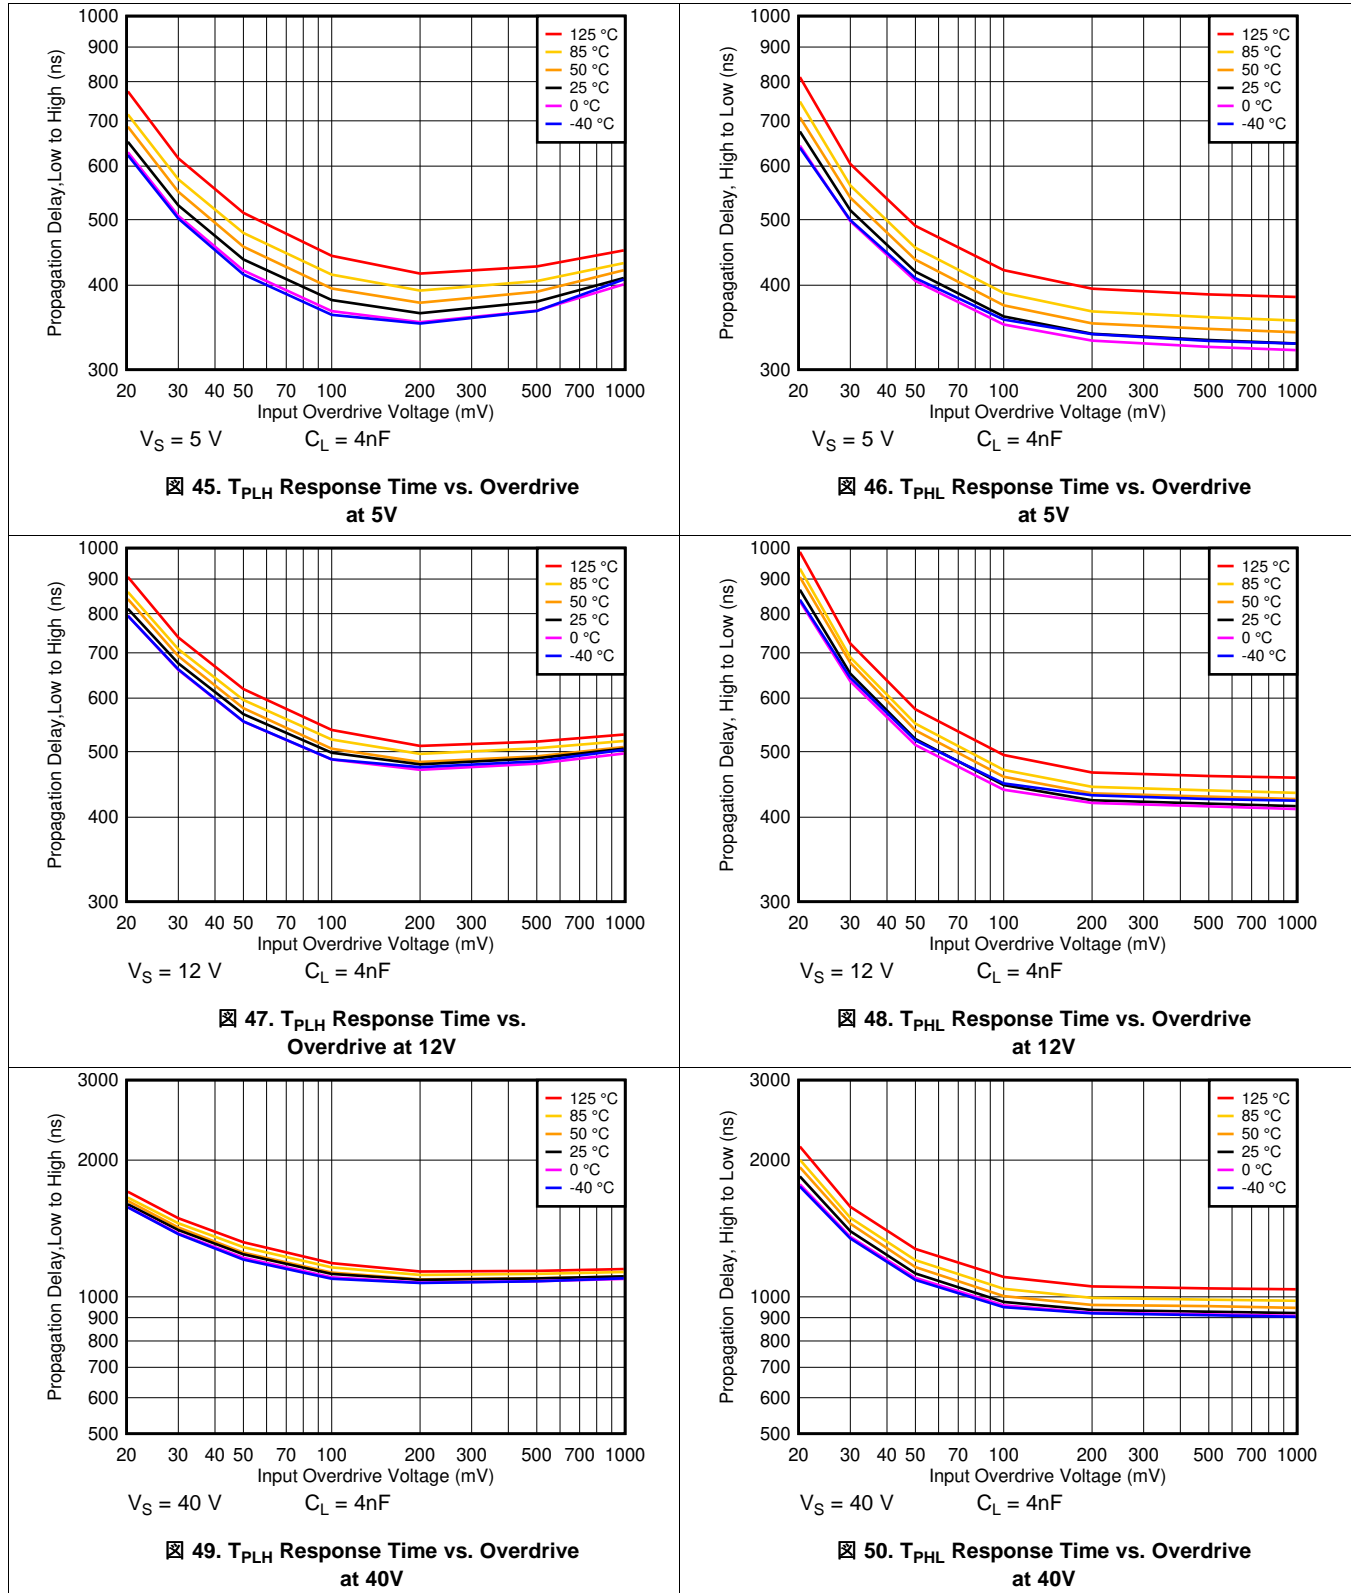 1000
900
800
700
600
500
400
300
Propagation Delay,Low to High (ns)
125 °C
85 °C
50 °C
25 °C
0 °C
-40 °C
20 30 40 50 70 100 200 300 500 700 1000
Input Overdrive Voltage (mV)
VS = 5 V CL = 4nF
図 45. TPLH Response Time vs. Overdrive
at 5V
1000
900
800
700
600
500
400
300
Propagation Delay, High to Low (ns)
125 °C
85 °C
50 °C
25 °C
0 °C
-40 °C
20 30 40 50 70 100 200 300 500 700 1000
Input Overdrive Voltage (mV)
VS = 5 V CL = 4nF
図 46. TPHL Response Time vs. Overdrive
at 5V
1000
900
800
700
600
500
400
300
Propagation Delay,Low to High (ns)
125 °C
85 °C
50 °C
25 °C
0 °C
-40 °C
20 30 40 50 70 100 200 300 500 700 1000
Input Overdrive Voltage (mV)
VS = 12 V CL = 4nF
図 47. TPLH Response Time vs.
Overdrive at 12V
1000
900
800
700
600
500
400
300
Propagation Delay, High to Low (ns)
125 °C
85 °C
50 °C
25 °C
0 °C
-40 °C
20 30 40 50 70 100 200 300 500 700 1000
Input Overdrive Voltage (mV)
VS = 12 V CL = 4nF
図 48. TPHL Response Time vs. Overdrive
at 12V
3000
2000
1000
900
800
700
600
500
Propagation Delay,Low to High (ns)
125 °C
85 °C
50 °C
25 °C
0 °C
-40 °C
20 30 40 50 70 100 200 300 500 700 1000
Input Overdrive Voltage (mV)
VS = 40 V CL = 4nF
図 49. TPLH Response Time vs. Overdrive
at 40V
3000
2000
1000
900
800
700
600
500
Propagation Delay, High to Low (ns)
125 °C
85 °C
50 °C
25 °C
0 °C
-40 °C
20 30 40 50 70 100 200 300 500 700 1000
Input Overdrive Voltage (mV)
VS = 40 V CL = 4nF
図 50. TPHL Response Time vs. Overdrive
at 40V